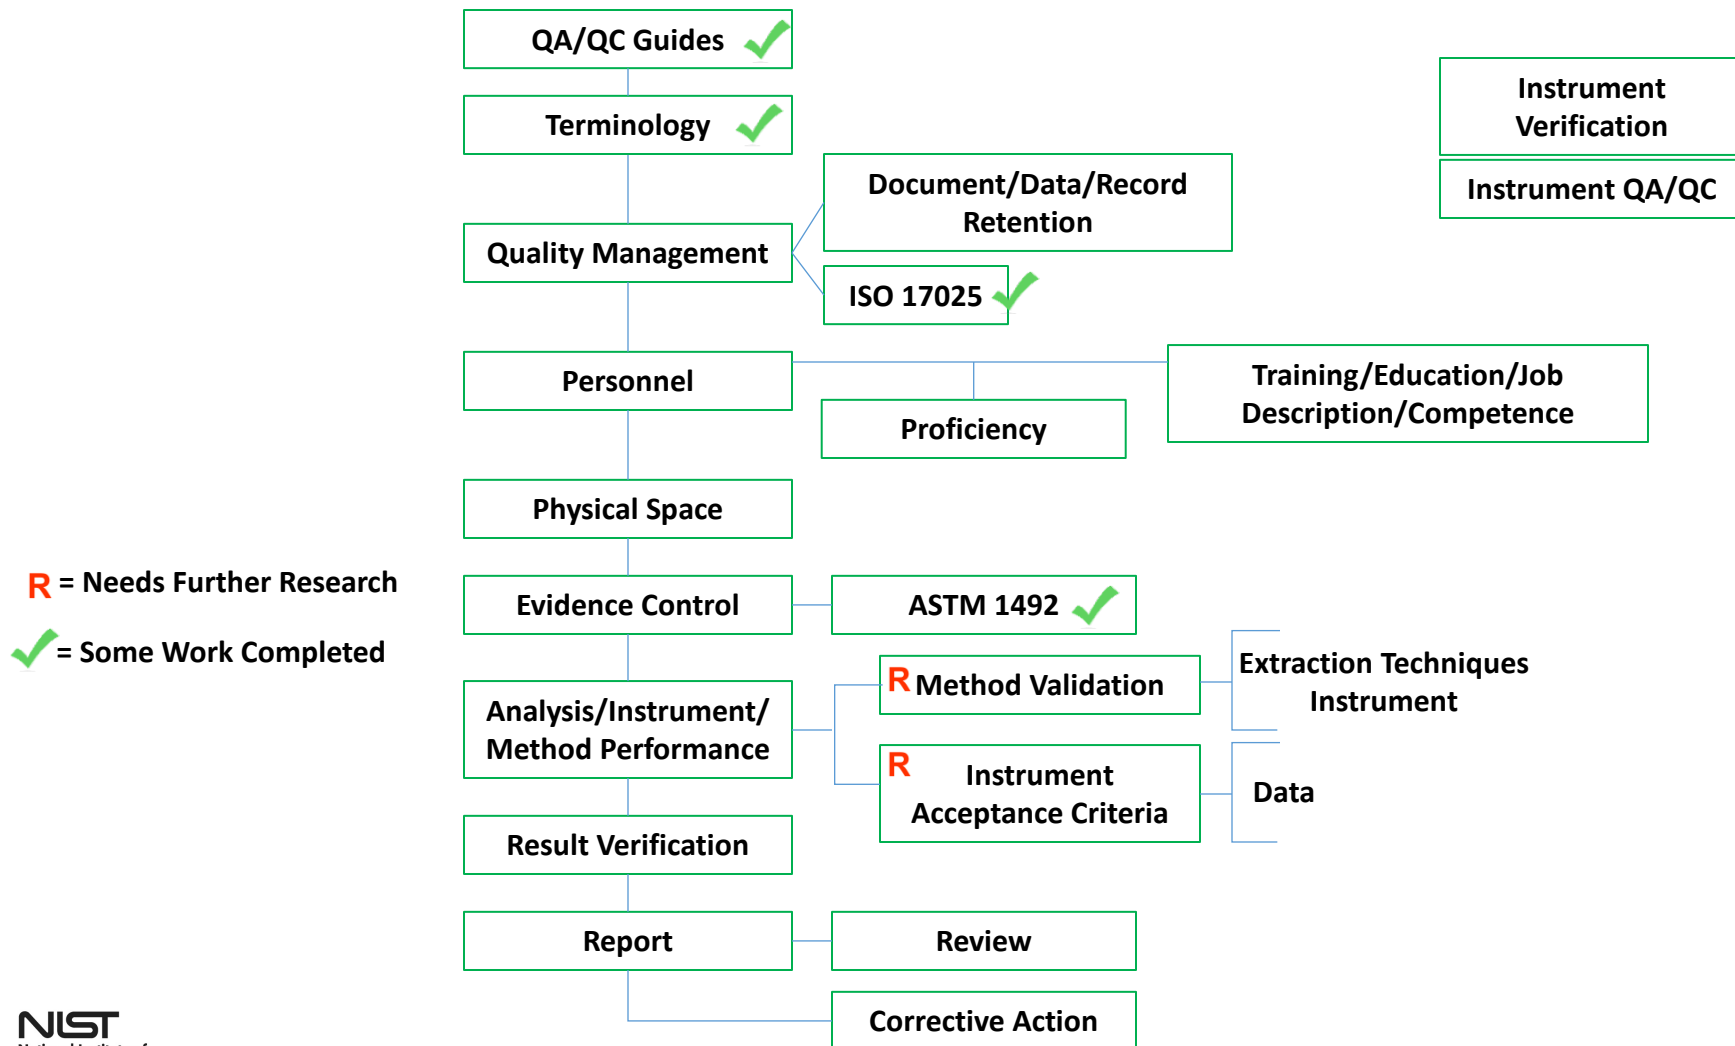 QA/QC Guides
Terminology
Instrument
Verification
Instrument QA/QC
Document/Data/Record
Retention
Quality Management
ISO 17025
Personnel
Training/Education/Job
Description/Competence
Proficiency
Physical Space
R = Needs Further Research
Evidence Control
ASTM 1492
= Some Work Completed
R Method Validation
Extraction Techniques
Instrument
Analysis/Instrument/
Method Performance
R Instrument
Acceptance Criteria
Data
Result Verification
Report
Review
Corrective Action
NIST